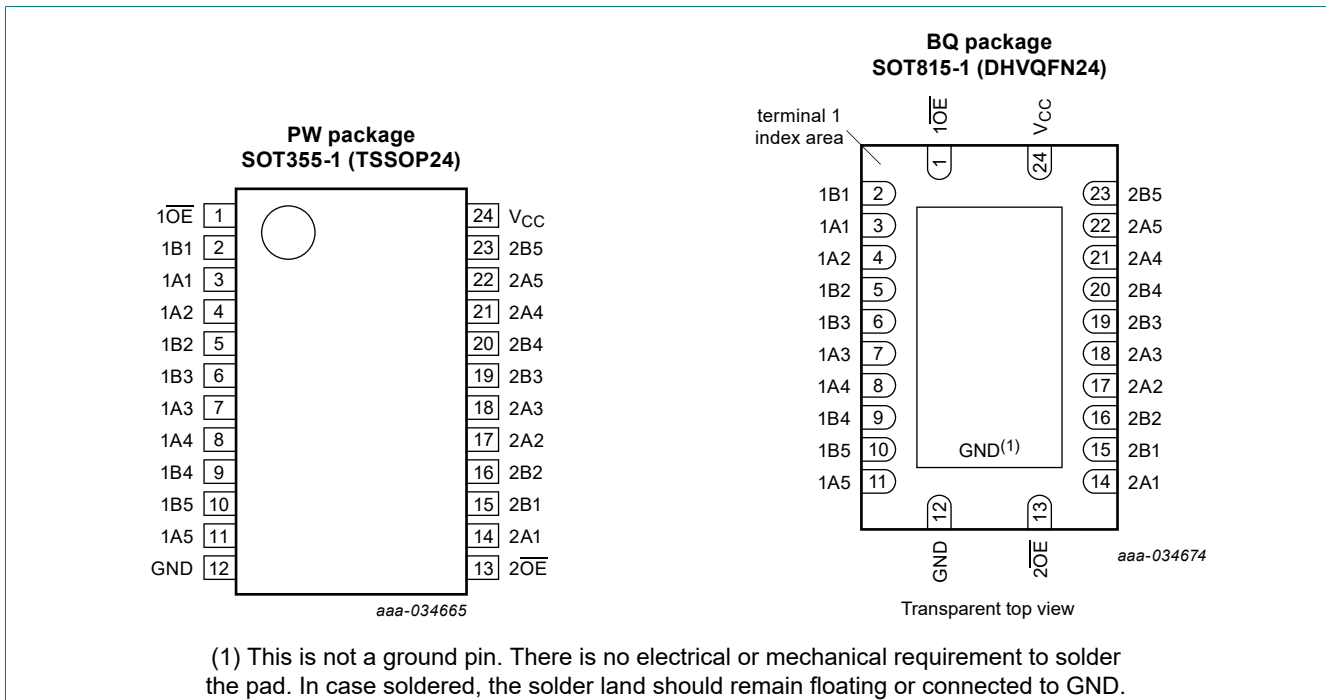 PW package
SOT355-1 (TSSOP24)
1OE 1
1B1 2
1A1 3
1A2 4
1B2 5
1B3 6
1A3 7
1A4 8
1B4 9
1B5 10
1A5 11
GND 12
24 VCC
23 2B5
22 2A5
21 2A4
20 2B4
19 2B3
18 2A3
17 2A2
16 2B2
15 2B1
14 2A1
13 2OE
aaa-034665
BQ package
SOT815-1 (DHVQFN24)
terminal 1
index area
1OE
VCC
1
24
1B1 2
1A1 3
1A2 4
1B2 5
1B3 6
1A3 7
1A4 8
1B4 9
1B5 10
1A5 11
23 2B5
22 2A5
21 2A4
20 2B4
19 2B3
18 2A3
17 2A2
16 2B2
15 2B1
14 2A1
GND(1)
12
13
GND
2OE
aaa-034674
Transparent top view
(1) This is not a ground pin. There is no electrical or mechanical requirement to solder
the pad. In case soldered, the solder land should remain floating or connected to GND.